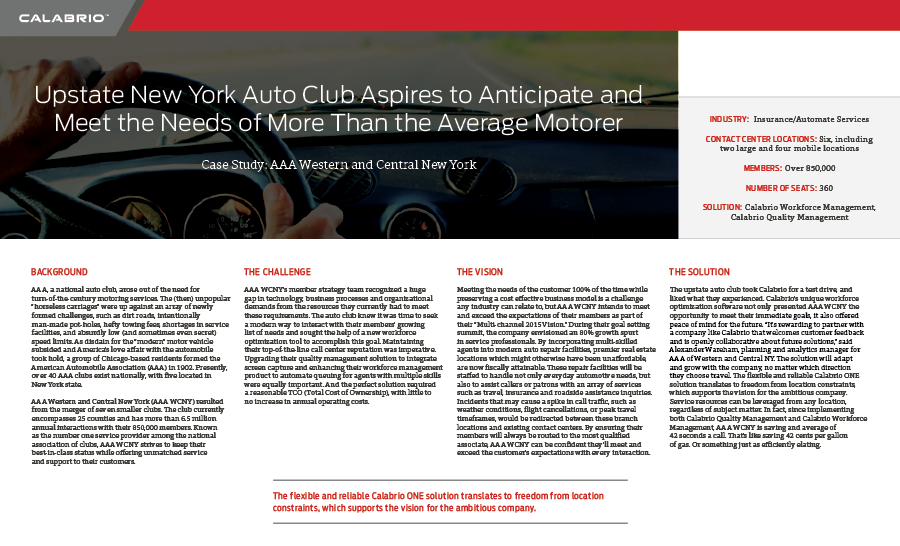 CALABRIO™
Upstate New York Auto Club Aspires to Anticipate and
Meet the Needs of More Than the Average Motorer
Case Study: AAA Western and Central New York
INDUSTRY: Insurance/Automate Services
CONTACT CENTER LOCATIONS: Six, including
two large and four mobile locations
MEMBERS: Over 850,000
NUMBER OF SEATS: 360
SOLUTION: Calabrio Workforce Management,
Calabrio Quality Management
BACKGROUND
AAA, a national auto club, arose out of the need for
turn-of-the-century motoring services. The (then) unpopular
"horseless carriages" were up against an array of newly
formed challenges, such as dirt roads, intentionally
man-made pot-holes, hefty towing fees, shortages in service
facilities, and absurdly low (and sometimes even secret)
speed limits. As disdain for the "modern" motor vehicle
subsided and America's love affair with the automobile
took hold, a group of Chicago-based residents formed the
American Automobile Association (AAA) in 1902. Presently,
over 40 AAA clubs exist nationally, with five located in
New York state.
AAA Western and Central New York (AAA WCNY) resulted
from the merger of seven smaller clubs. The club currently
encompasses 25 counties and has more than 6.5 million
annual interactions with their 850,000 members. Known
as the number one service provider among the national
association of clubs, AAA WCNY strives to keep their
best-in-class status while offering unmatched service
and support to their customers.
THE CHALLENGE
AAA WCNY's member strategy team recognized a huge
gap in technology, business processes and organizational
demands from the resources they currently had to meet
these requirements. The auto club knew it was time to seek
a modern way to interact with their members' growing
list of needs and sought the help of a new workforce
optimization tool to accomplish this goal. Maintaining
their top-of-the-line call center reputation was imperative.
Upgrading their quality management solution to integrate
screen capture and enhancing their workforce management
product to automate queuing for agents with multiple skills
were equally important. And the perfect solution required
a reasonable TCO (Total Cost of Ownership), with little to
no increase in annual operating costs.
THE VISION
Meeting the needs of the customer 100% of the time while
preserving a cost effective business model is a challenge
any industry can relate to, but AAA WCNY intends to meet
and exceed the expectations of their members as part of
their "Multi-channel 2015 Vision." During their goal setting
summit, the company envisioned an 80% growth spurt
in service professionals. By incorporating multi-skilled
agents into modern auto repair facilities, premier real estate
locations which might otherwise have been unaffordable,
are now fiscally attainable. These repair facilities will be
staffed to handle not only everyday automotive needs, but
also to assist callers or patrons with an array of services
such as travel, insurance and roadside assistance inquiries.
Incidents that may cause a spike in call traffic, such as
weather conditions, flight cancellations, or peak travel
timeframes, would be redirected between these branch
locations and existing contact centers. By ensuring their
members will always be routed to the most qualified
associate, AAA WCNY can be confident they'll meet and
exceed the customer's expectations with every interaction.
THE SOLUTION
The upstate auto club took Calabrio for a test drive, and
liked what they experienced. Calabrio's unique workforce
optimization software not only presented AAA WCNY the
opportunity to meet their immediate goals, it also offered
peace of mind for the future. "It's rewarding to partner with
a company like Calabrio that welcomes customer feedback
and is openly collaborative about future solutions," said
Alexander Wareham, planning and analytics manager for
AAA of Western and Central NY. The solution will adapt
and grow with the company no matter which direction
they choose travel. The flexible and reliable Calabrio ONE
solution translates to freedom from location constraints,
which supports the vision for the ambitious company.
Service resources can be leveraged from any location,
regardless of subject matter. In fact, since implementing
both Calabrio Quality Management and Calabrio Workforce
Management, AAA WCNY is saving and average of
42 seconds a call. That's like saving 42 cents per gallon
of gas. Or something just as efficiently elating.
The flexible and reliable Calabrio ONE solution translates to freedom from location
constraints, which supports the vision for the ambitious company.